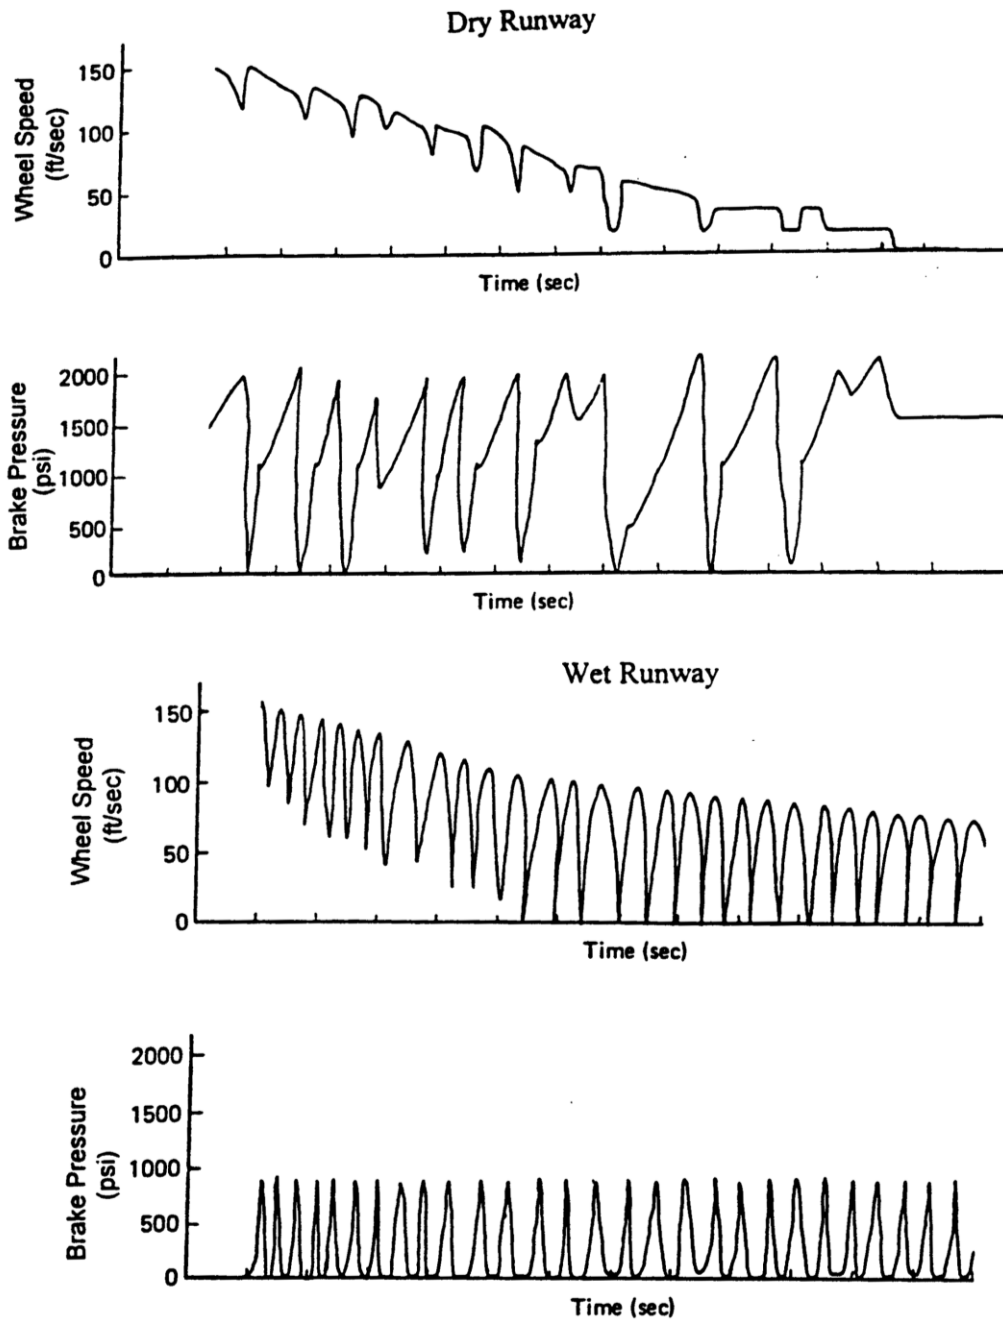 Dry Runway
Wheel Speed
(ft/sec)
150
100
50
0
Time (sec)
Brake Pressure
(psi)
2000
1500
1000
500
0
Time (sec)
Wet Runway
Wheel Speed
(ft/sec)
150
100
50
0
Time (sec)
Brake Pressure
(psi)
2000
1500
1000
500
0
Time (sec)